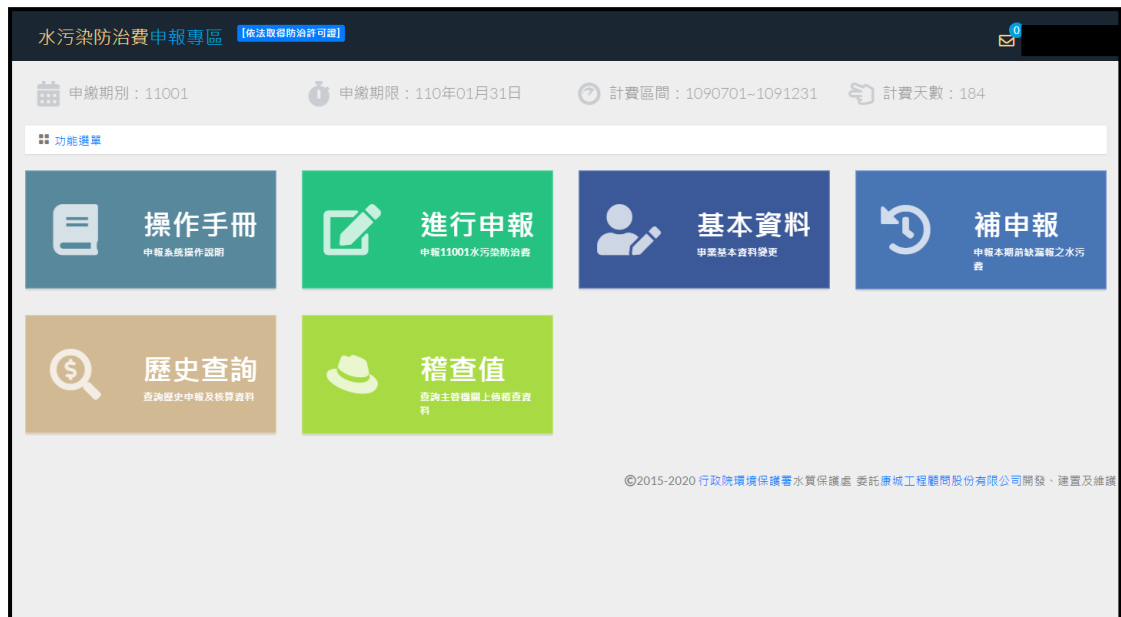 水污染防治費申報專區 [依法取得防治許可證] 0
申繳期別：11001 申繳期限：110年01月31日 計費區間：1090701~1091231 計費天數：184
功能選單
操作手冊
申報系統操作說明
進行申報
申報11001水污染防治費
基本資料
事業基本資料變更
補申報
申報本期前缺漏報之水污
費
歷史查詢
查詢歷史申報及核算資料
稽查值
查詢主管機關上傳稽查資
料
©2015-2020 行政院環境保護署水質保護處 委託康城工程顧問股份有限公司開發、建置及維護